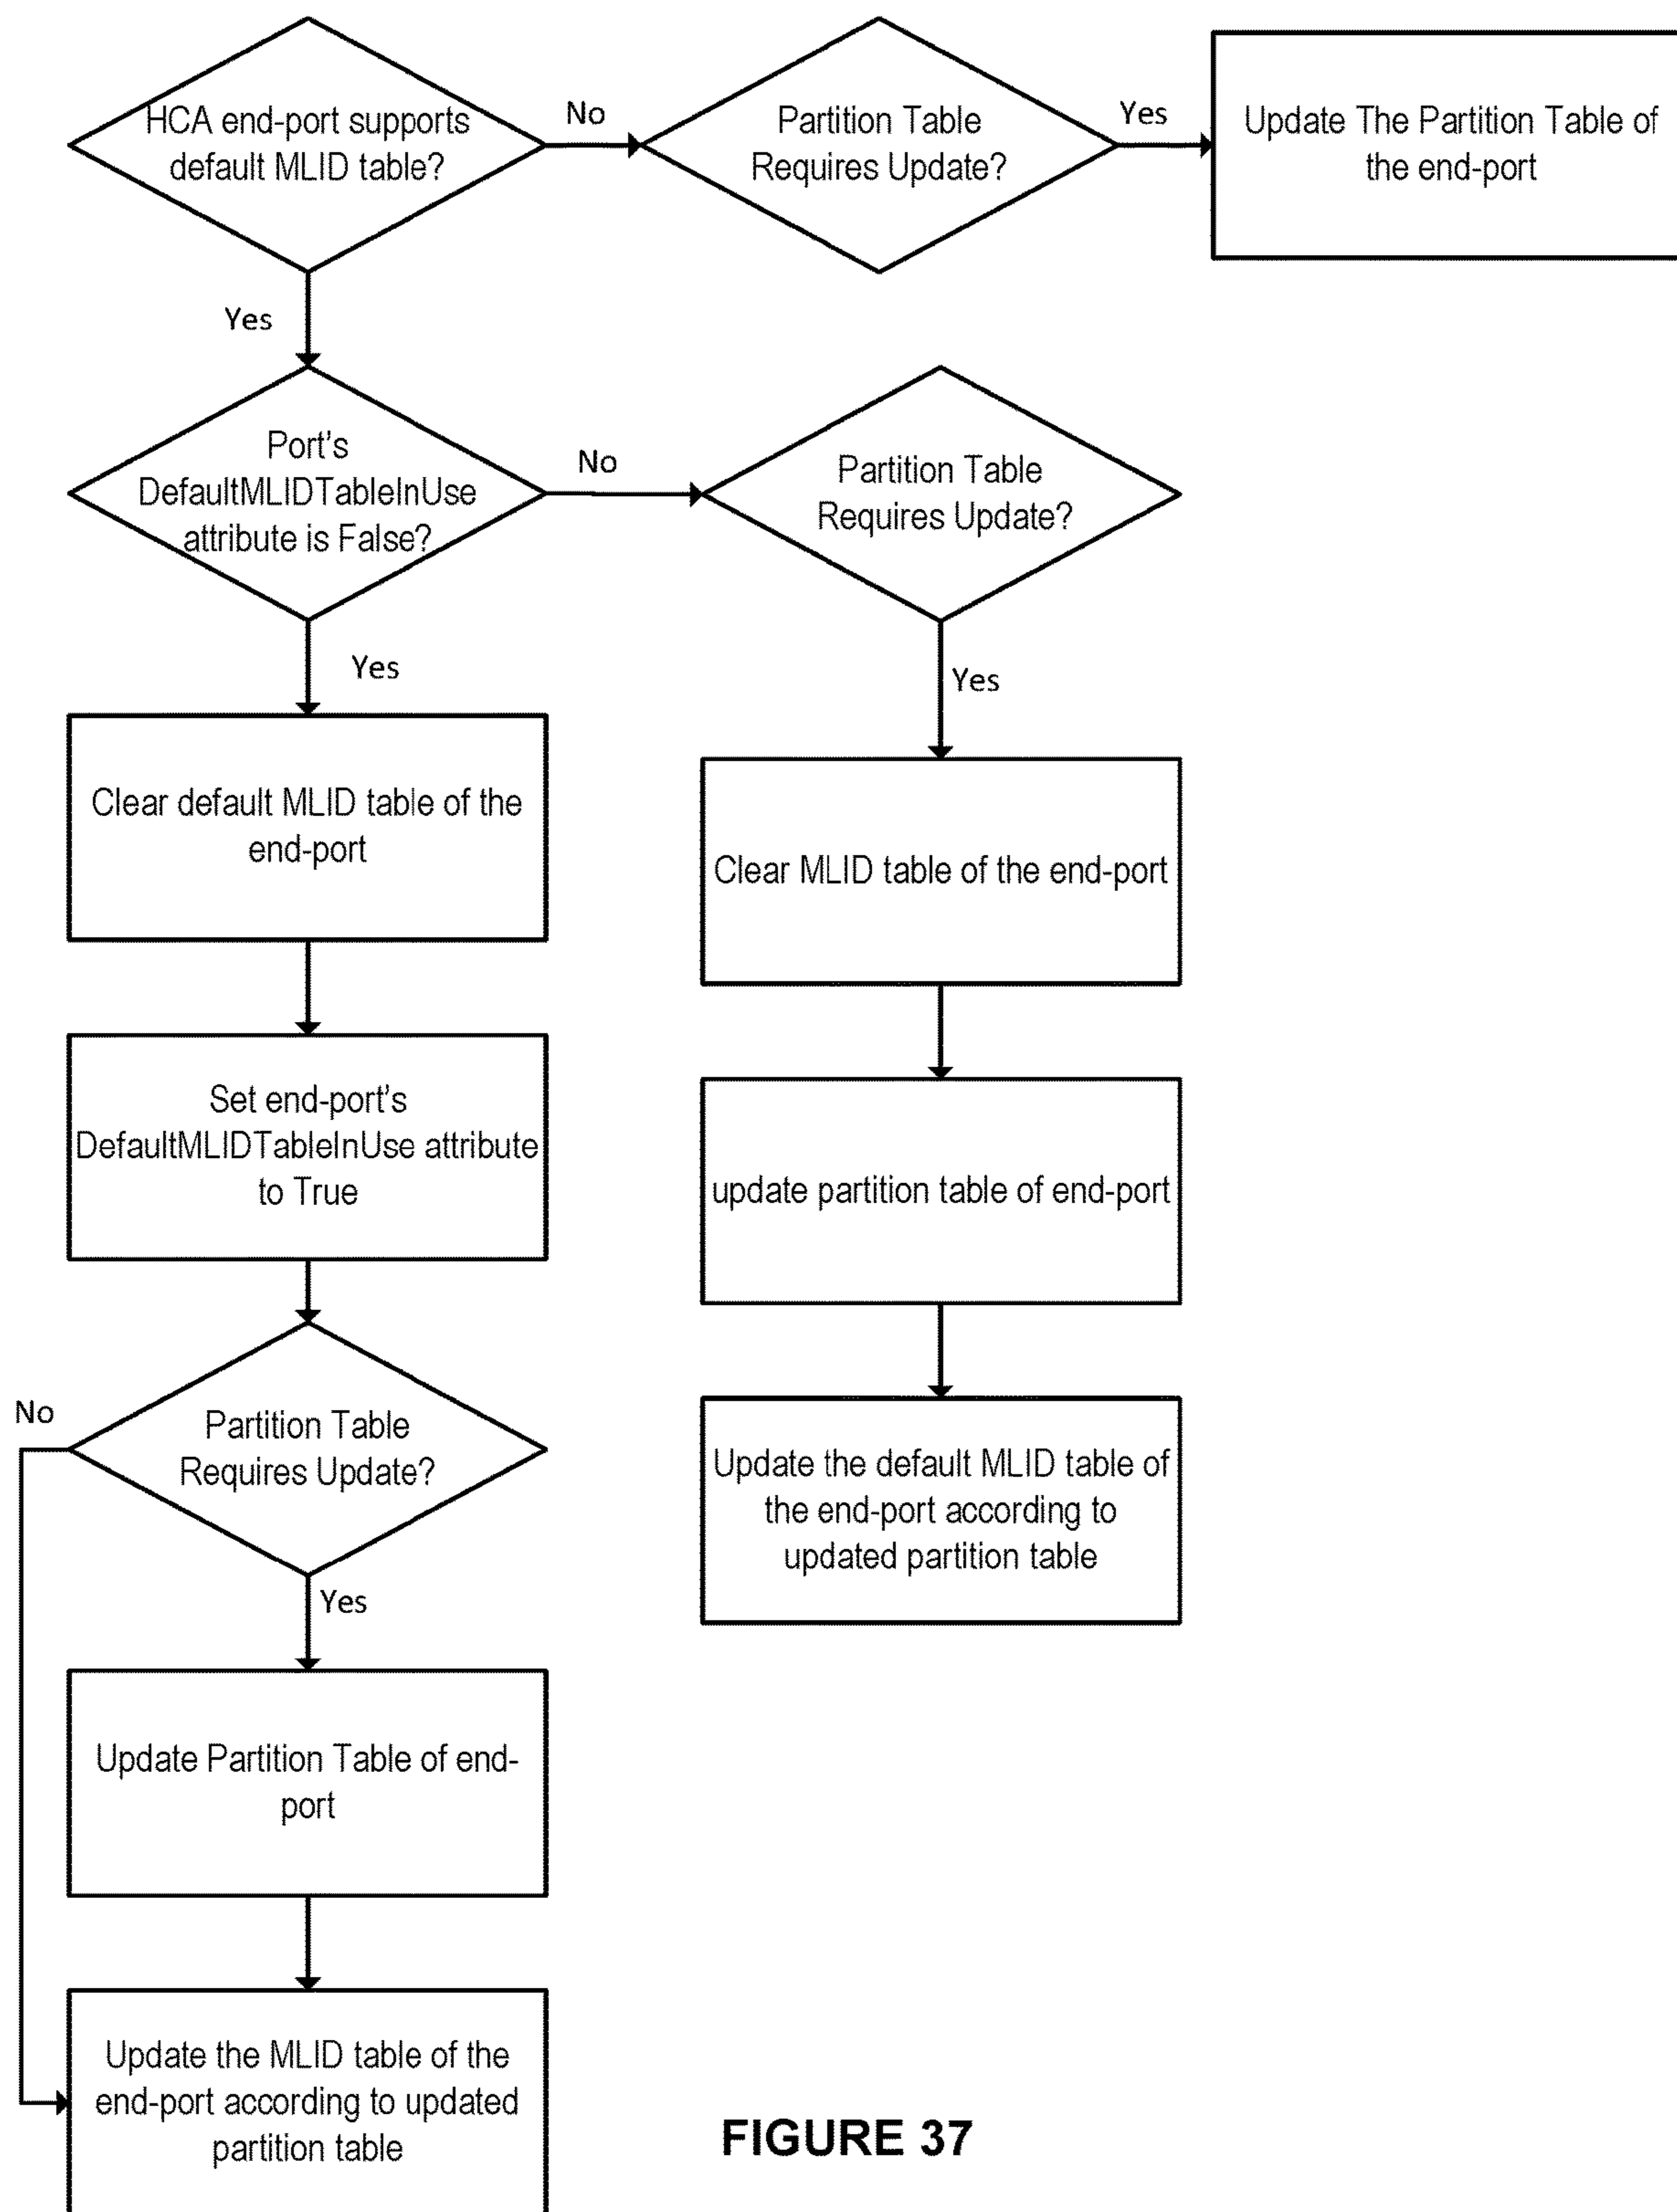 HCA end-port supports
default MLID table?
No
Partition Table
Requires Update?
Yes
Update The Partition Table of
the end-port
Yes
Port's
DefaultMLIDTableInUse
attribute is False?
No
Partition Table
Requires Update?
Yes
Yes
Clear default MLID table of the
end-port
Clear MLID table of the end-port
Set end-port's
DefaultMLIDTableInUse attribute
to True
update partition table of end-port
No
Partition Table
Requires Update?
Update the default MLID table of
the end-port according to
updated partition table
Yes
Update Partition Table of end-
port
Update the MLID table of the
end-port according to updated
partition table
FIGURE 37